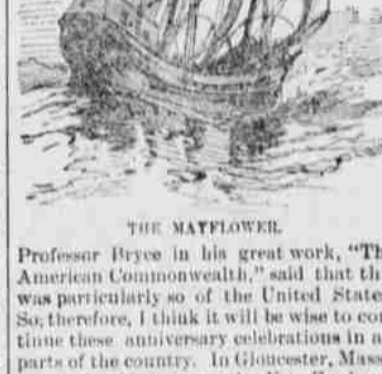 THE MAYFLOWER.
Professor Bryce in his great work, "Th
American Commonwealth," said that th
was particularly so of the United State
So, therefore, I think it will be wise to con
tinue these anniversary celebrations in a
parts of the country. In Gloucester, Mass